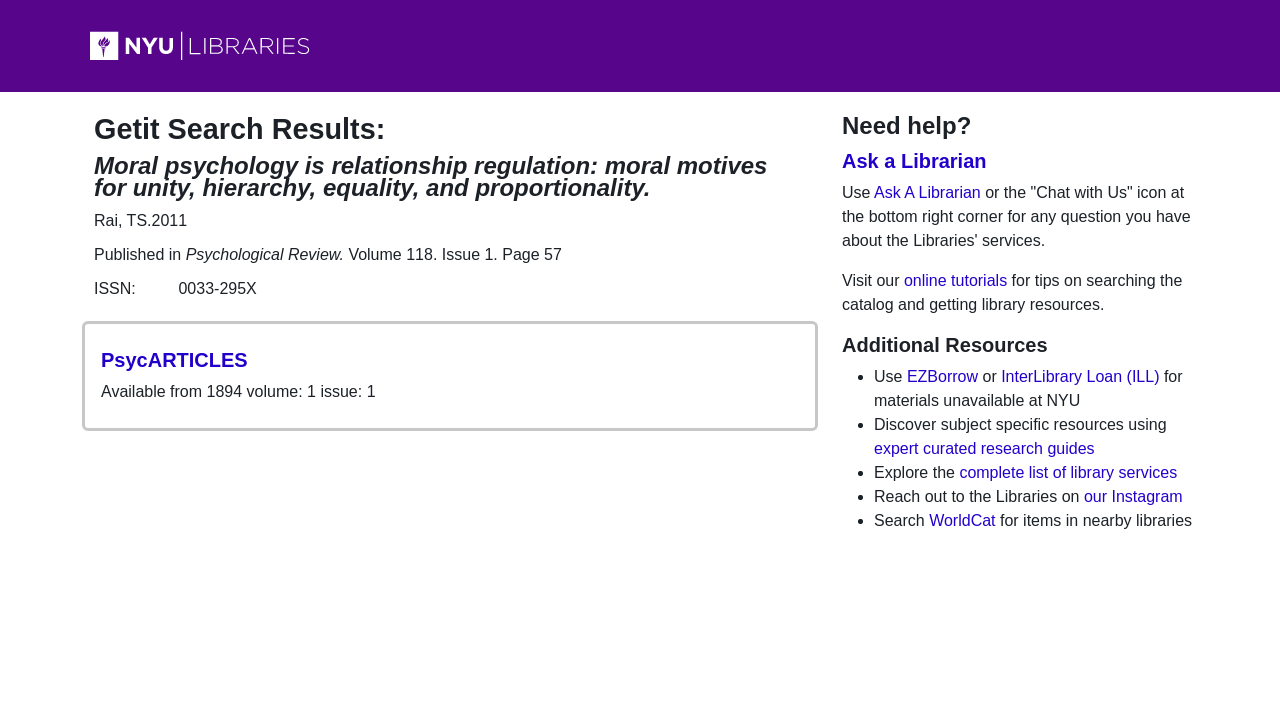 NYU LIBRARIES
Getit Search Results:
Moral psychology is relationship regulation: moral motives
for unity, hierarchy, equality, and proportionality.
Rai, TS.2011
Published in Psychological Review. Volume 118. Issue 1. Page 57
ISSN: 0033-295X
PsycARTICLES
Available from 1894 volume: 1 issue: 1
Need help?
Ask a Librarian
Use Ask A Librarian or the "Chat with Us" icon at
the bottom right corner for any question you have
about the Libraries' services.
Visit our online tutorials for tips on searching the
catalog and getting library resources.
Additional Resources
• Use EZBorrow or InterLibrary Loan (ILL) for
materials unavailable at NYU
• Discover subject specific resources using
expert curated research guides
• Explore the complete list of library services
• Reach out to the Libraries on our Instagram
• Search WorldCat for items in nearby libraries